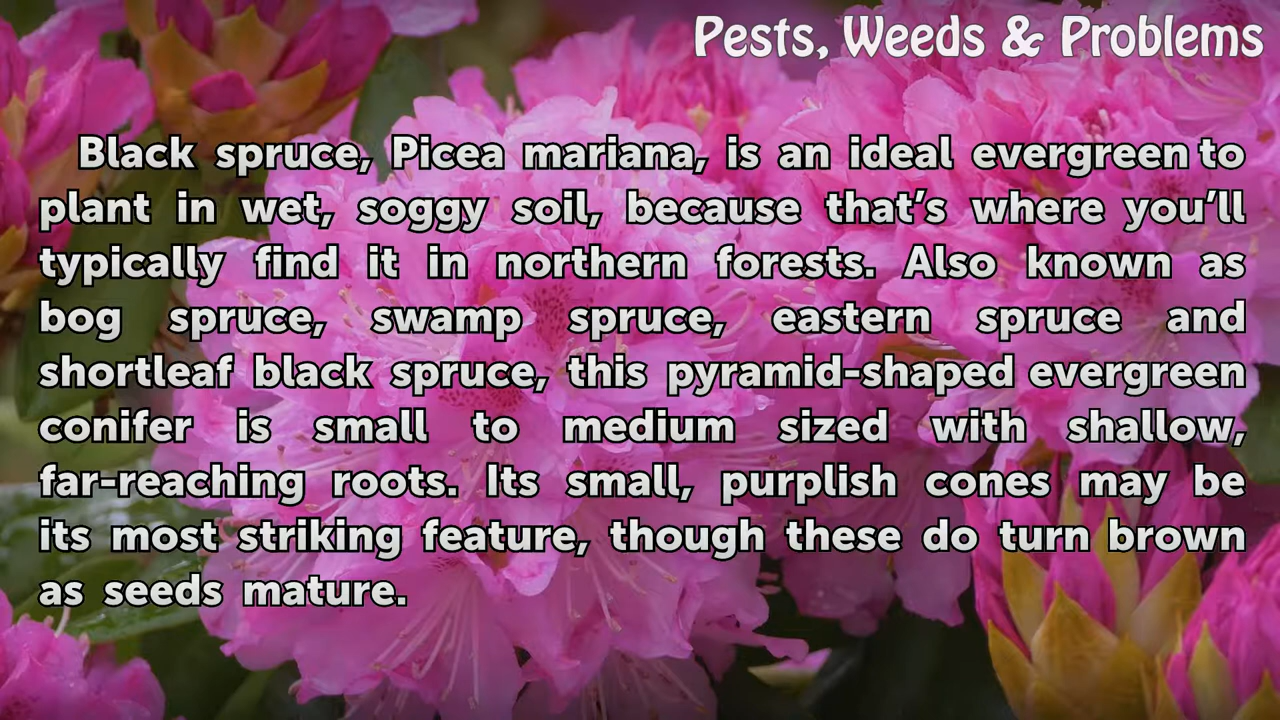 Pests, Weeds & Problems
Black spruce, Picea mariana, is an ideal evergreen to
plant in wet, soggy soil, because that’s where you’ll
typically find it in northern forests. Also known as
bog spruce, swamp spruce, eastern spruce and
shortleaf black spruce, this pyramid-shaped evergreen
conifer is small to medium sized with shallow,
far-reaching roots. Its small, purplish cones may be
its most striking feature, though these do turn brown
as seeds mature.